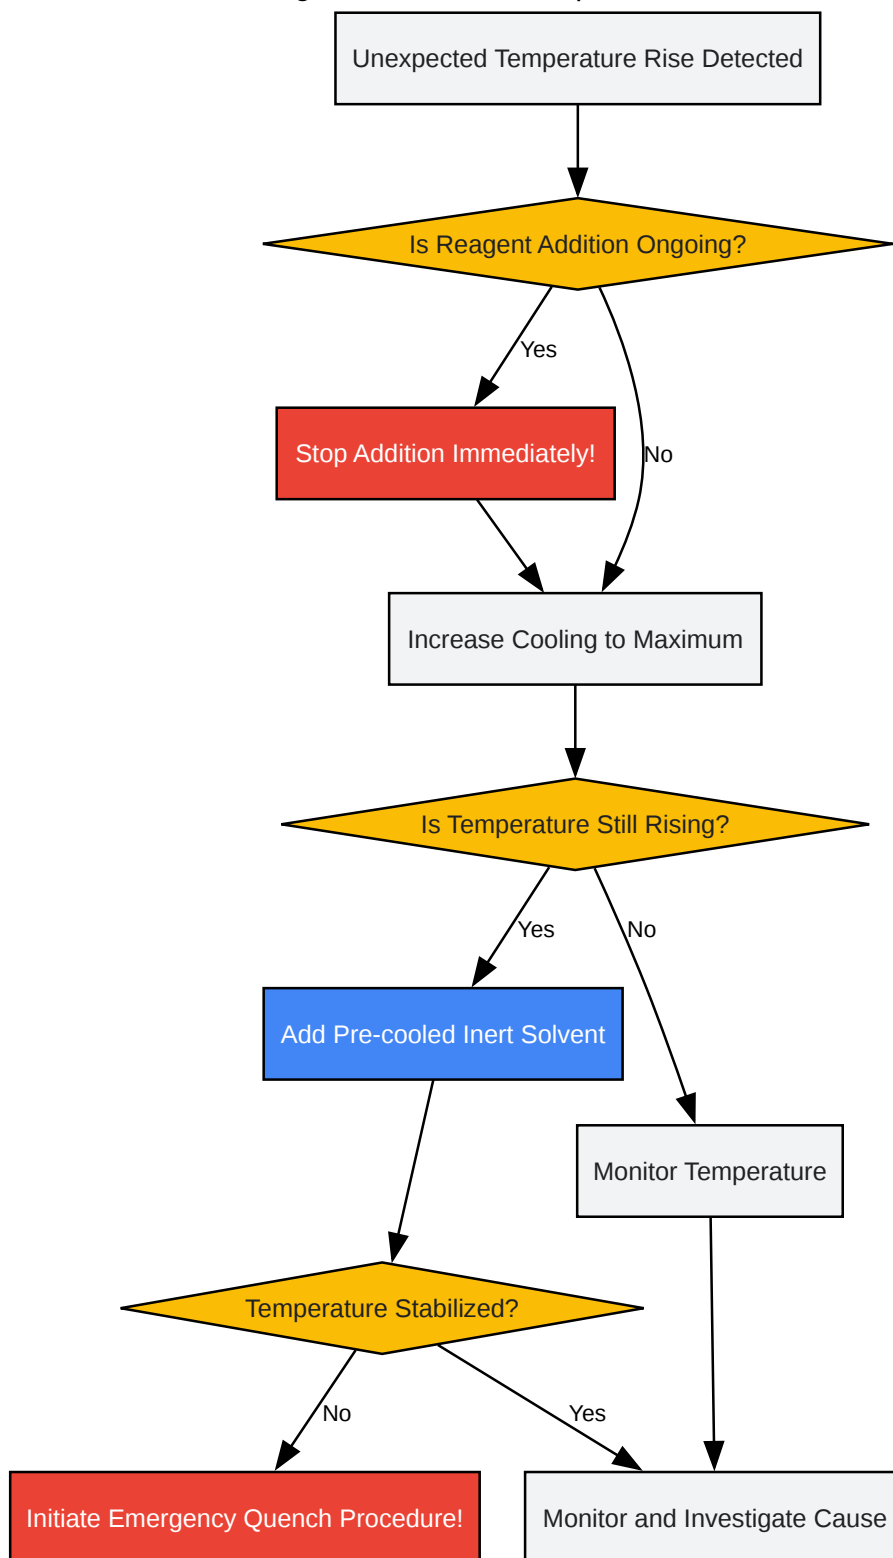 Unexpected Temperature Rise Detected
Is Reagent Addition Ongoing?
Yes
Stop Addition Immediately!
No
Increase Cooling to Maximum
Is Temperature Still Rising?
Yes
No
Add Pre-cooled Inert Solvent
Monitor Temperature
Temperature Stabilized?
No
Yes
Initiate Emergency Quench Procedure!
Monitor and Investigate Cause